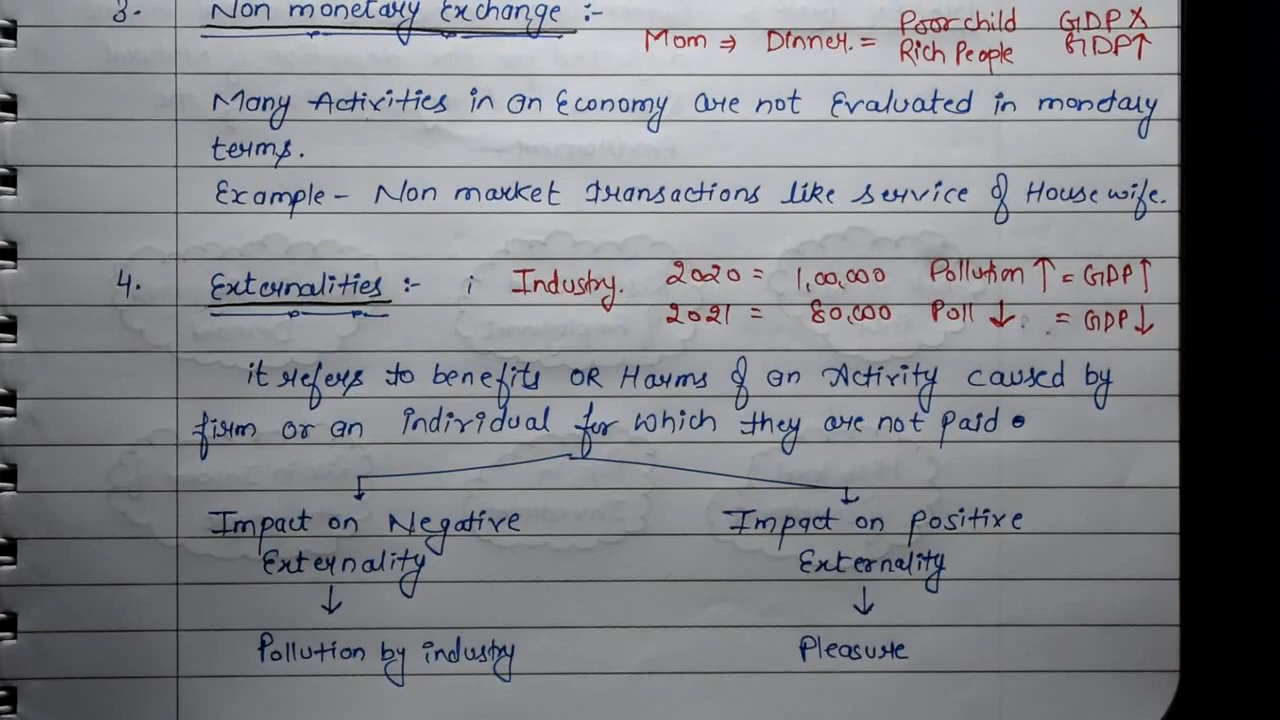 3. Non monetary Exchange :-
Mom ⇒ Dinner. = Poor child GDP X
Rich People GDP↑
Many Activities in an Economy are not Evaluated in monetary
terms.
Example - Non market transactions like service of House wife.
4. Externalities :- i Industry. 2020 = 1,00,000 Pollution ↑ = GDP↑
2021 = 80,000 Poll ↓ = GDP↓
it refers to benefits OR Harms of an Activity caused by
firm or an individual for which they are not paid.
Impact on Negative Impact on positive
Externality Externality
↓ ↓
Pollution by industry Pleasure